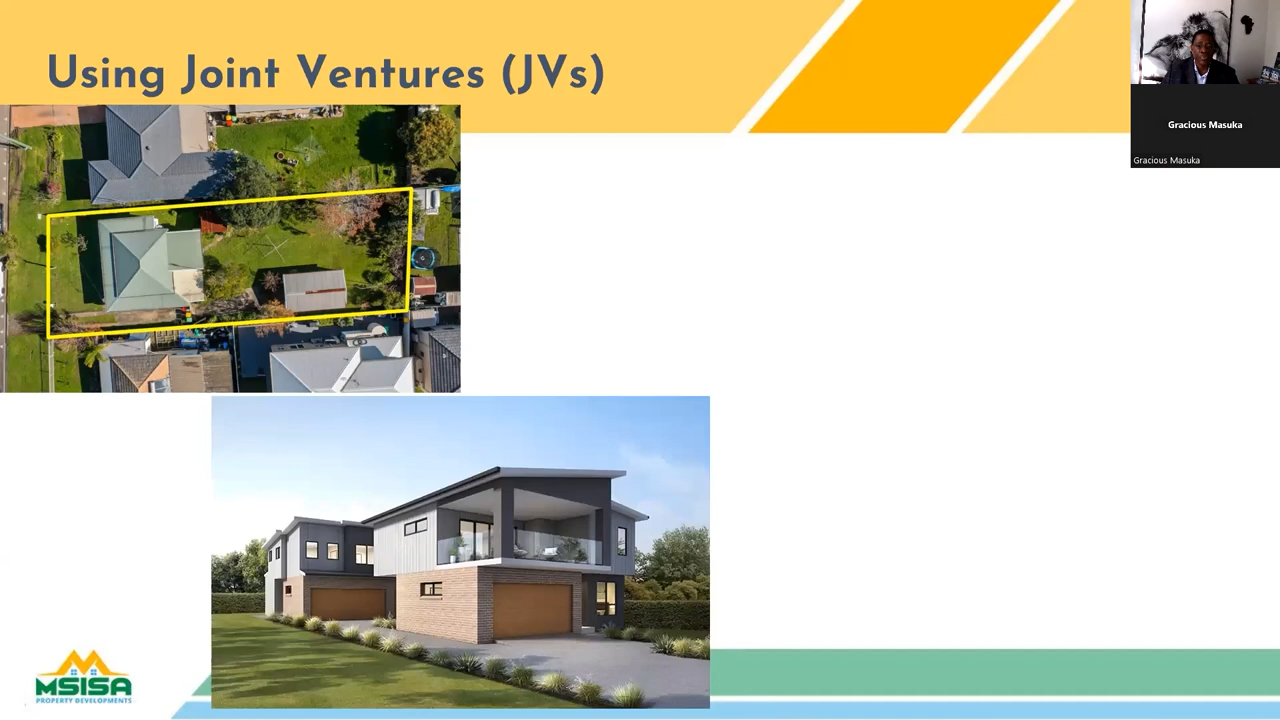 Using Joint Ventures (JVs)
Gracious Masuka
Gracious Masuka
MSISA
PROPERTY DEVELOPMENTS